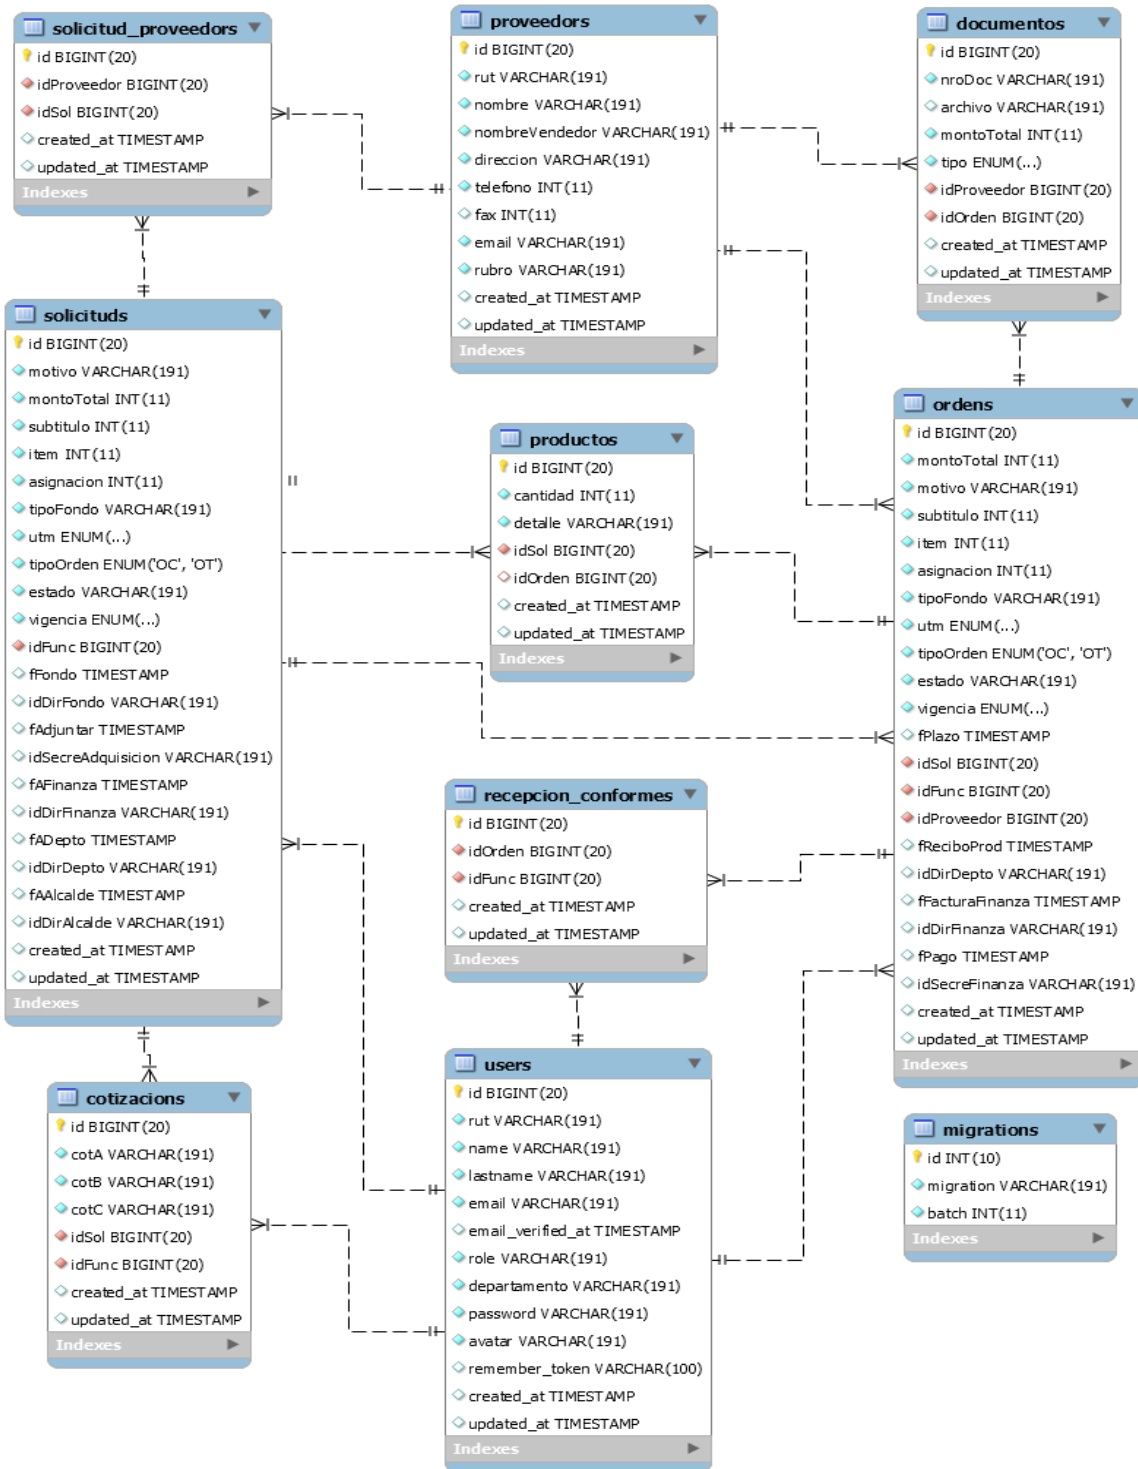 solicitud_proveedors
id BIGINT(20)
idProveedor BIGINT(20)
idSol BIGINT(20)
created_at TIMESTAMP
updated_at TIMESTAMP
Indexes
proveedors
id BIGINT(20)
rut VARCHAR(191)
nombre VARCHAR(191)
nombreVendedor VARCHAR(191)
direccion VARCHAR(191)
telefono INT(11)
fax INT(11)
email VARCHAR(191)
rubro VARCHAR(191)
created_at TIMESTAMP
updated_at TIMESTAMP
Indexes
documentos
id BIGINT(20)
nroDoc VARCHAR(191)
archivo VARCHAR(191)
montoTotal INT(11)
tipo ENUM(...)
idProveedor BIGINT(20)
idOrden BIGINT(20)
created_at TIMESTAMP
updated_at TIMESTAMP
Indexes
solicituds
id BIGINT(20)
motivo VARCHAR(191)
montoTotal INT(11)
subtitulo INT(11)
item INT(11)
asignacion INT(11)
tipoFondo VARCHAR(191)
utm ENUM(...)
tipoOrden ENUM('OC', 'OT')
estado VARCHAR(191)
vigencia ENUM(...)
idFunc BIGINT(20)
fFondo TIMESTAMP
idDirFondo VARCHAR(191)
fAdjuntar TIMESTAMP
idSecreAdquisicion VARCHAR(191)
fAFinanza TIMESTAMP
idDirFinanza VARCHAR(191)
fADepto TIMESTAMP
idDirDepto VARCHAR(191)
fAAlcalde TIMESTAMP
idDirAlcalde VARCHAR(191)
created_at TIMESTAMP
updated_at TIMESTAMP
Indexes
productos
id BIGINT(20)
cantidad INT(11)
detalle VARCHAR(191)
idSol BIGINT(20)
idOrden BIGINT(20)
created_at TIMESTAMP
updated_at TIMESTAMP
Indexes
ordens
id BIGINT(20)
montoTotal INT(11)
motivo VARCHAR(191)
subtitulo INT(11)
item INT(11)
asignacion INT(11)
tipoFondo VARCHAR(191)
utm ENUM(...)
tipoOrden ENUM('OC', 'OT')
estado VARCHAR(191)
vigencia ENUM(...)
fPlazo TIMESTAMP
idSol BIGINT(20)
idFunc BIGINT(20)
idProveedor BIGINT(20)
fReciboProd TIMESTAMP
idDirDepto VARCHAR(191)
fFacturaFinanza TIMESTAMP
idDirFinanza VARCHAR(191)
fPago TIMESTAMP
idSecreFinanza VARCHAR(191)
created_at TIMESTAMP
updated_at TIMESTAMP
Indexes
recepcion_conformes
id BIGINT(20)
idOrden BIGINT(20)
idFunc BIGINT(20)
created_at TIMESTAMP
updated_at TIMESTAMP
Indexes
cotizacions
id BIGINT(20)
cotA VARCHAR(191)
cotB VARCHAR(191)
cotC VARCHAR(191)
idSol BIGINT(20)
idFunc BIGINT(20)
created_at TIMESTAMP
updated_at TIMESTAMP
Indexes
users
id BIGINT(20)
rut VARCHAR(191)
name VARCHAR(191)
lastname VARCHAR(191)
email VARCHAR(191)
email_verified_at TIMESTAMP
role VARCHAR(191)
departamento VARCHAR(191)
password VARCHAR(191)
avatar VARCHAR(191)
remember_token VARCHAR(100)
created_at TIMESTAMP
updated_at TIMESTAMP
Indexes
migrations
id INT(10)
migration VARCHAR(191)
batch INT(11)
Indexes